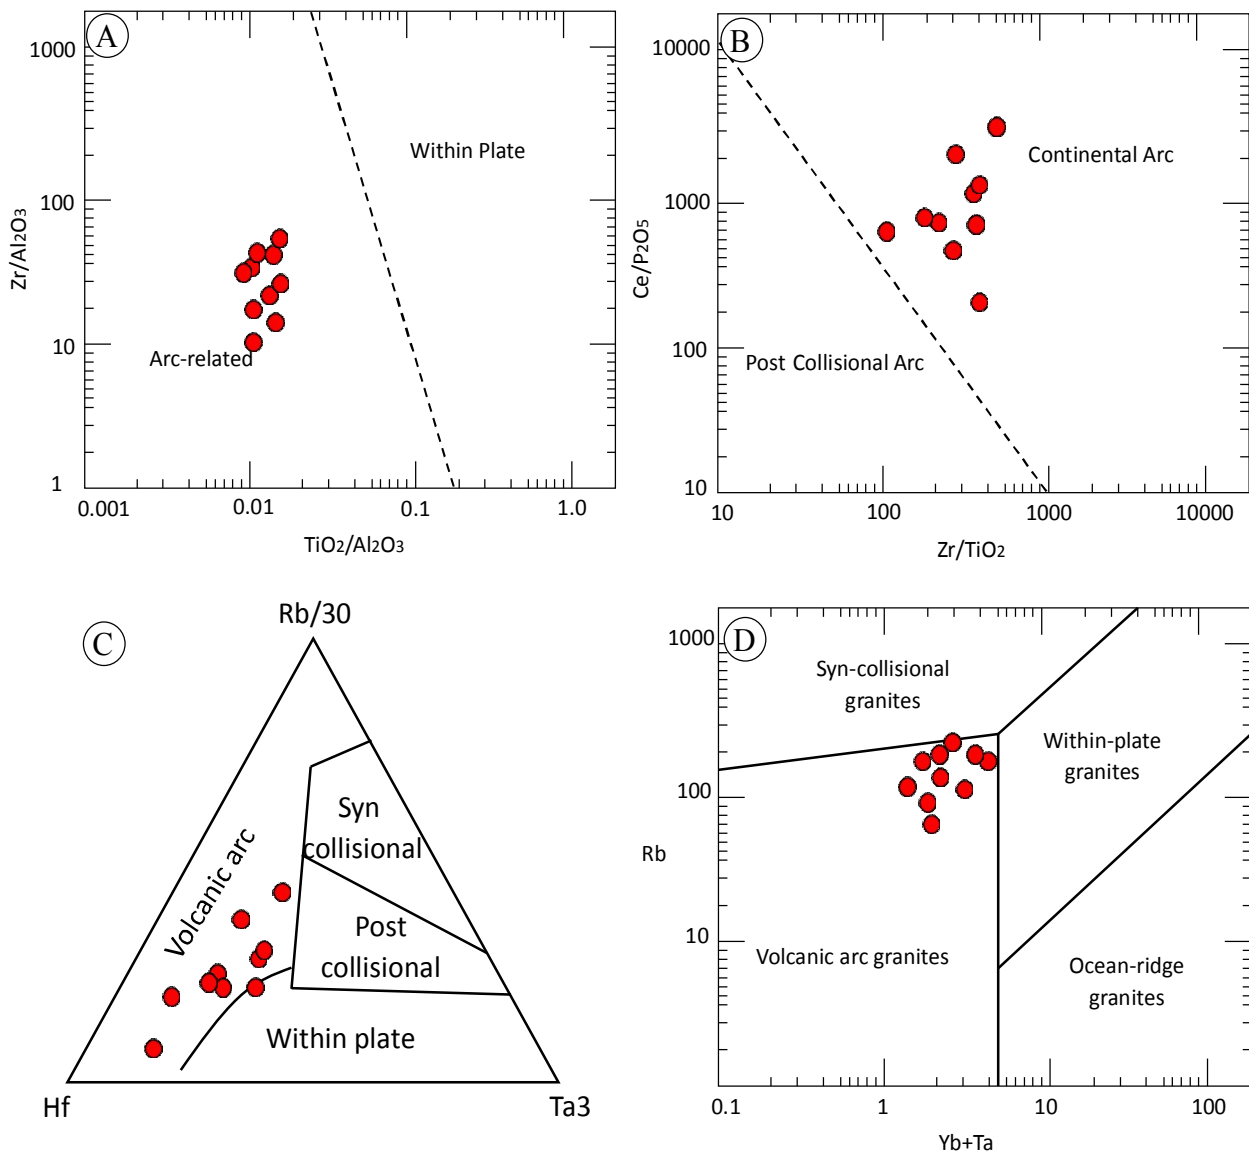 A
1000
100
10
1
Zr/Al2O3
Within Plate
Arc-related
0.001
0.01
0.1
1.0
TiO2/Al2O3
B
10000
1000
100
10
Ce/P2O5
Continental Arc
Post Collisional Arc
10
100
1000
10000
Zr/TiO2
C
Rb/30
Syn
collisional
Volcanic arc
Post
collisional
Within plate
Hf
Ta3
D
1000
100
10
Rb
Syn-collisional
granites
Within-plate
granites
Volcanic arc granites
Ocean-ridge
granites
0.1
1
10
100
Yb+Ta